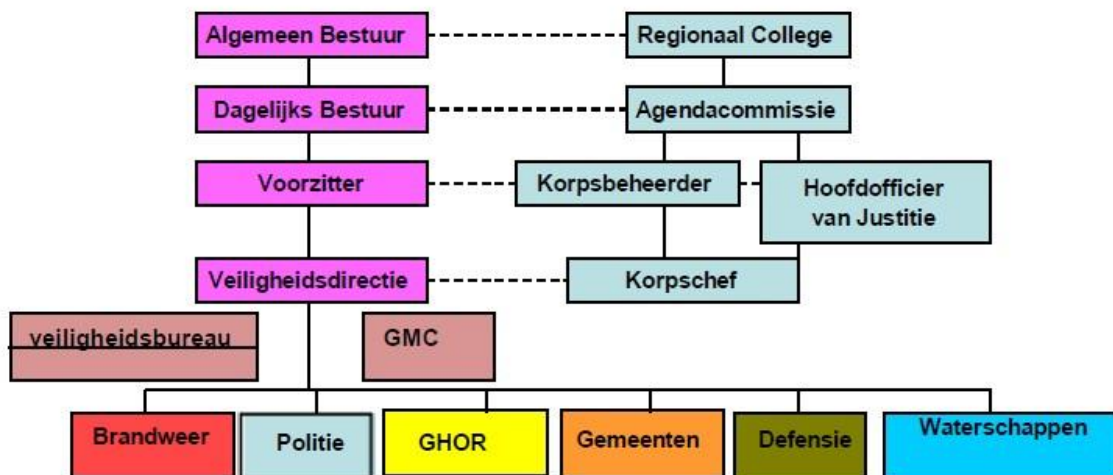 Algemeen Bestuur
Regionaal College
Dagelijks Bestuur
Agendacommissie
Voorzitter
Korpsbeheerder
Hoofdofficier
van Justitie
Veiligheidsdirectie
Korpschef
veiligheidsbureau
GMC
Brandweer
Politie
GHOR
Gemeenten
Defensie
Waterschappen